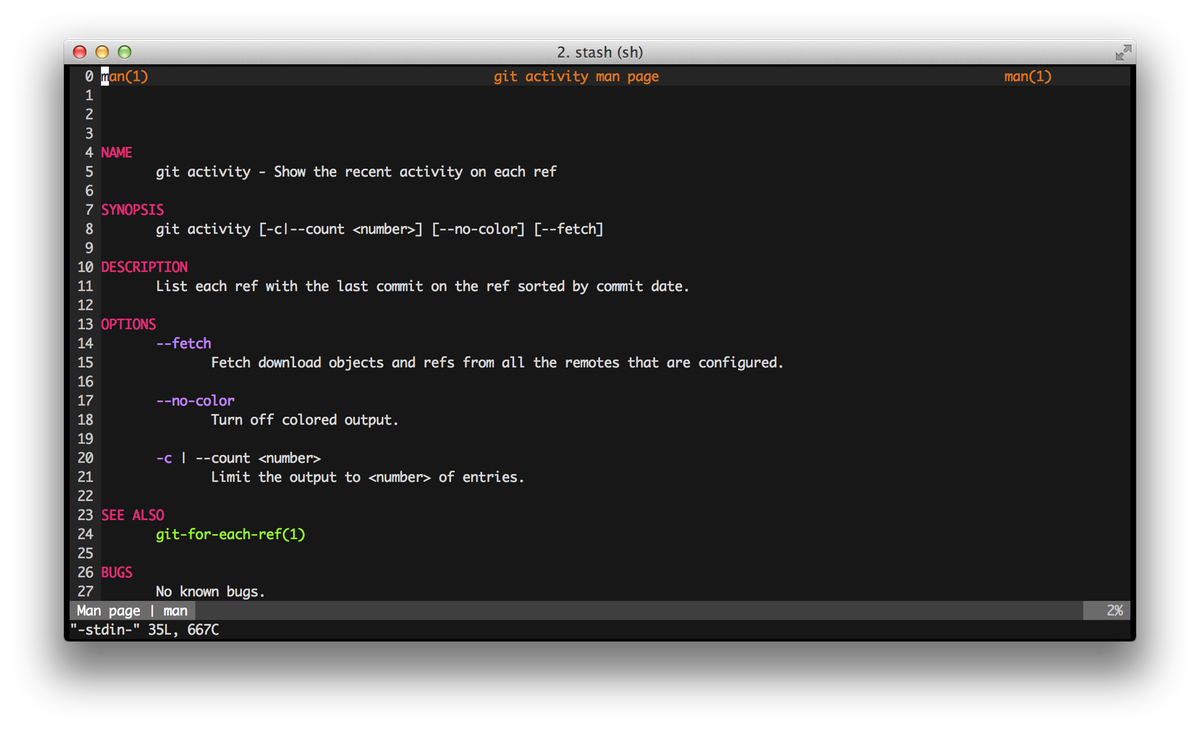 2. stash (sh)
0 man(1) git activity man page man(1)
1
2
3
4 NAME
5 git activity - Show the recent activity on each ref
6
7 SYNOPSIS
8 git activity [-c|--count <number>] [--no-color] [--fetch]
9
10 DESCRIPTION
11 List each ref with the last commit on the ref sorted by commit date.
12
13 OPTIONS
14 --fetch
15 Fetch download objects and refs from all the remotes that are configured.
16
17 --no-color
18 Turn off colored output.
19
20 -c | --count <number>
21 Limit the output to <number> of entries.
22
23 SEE ALSO
24 git-for-each-ref(1)
25
26 BUGS
27 No known bugs.
Man page | man 2%
"-stdin-" 35L, 667C